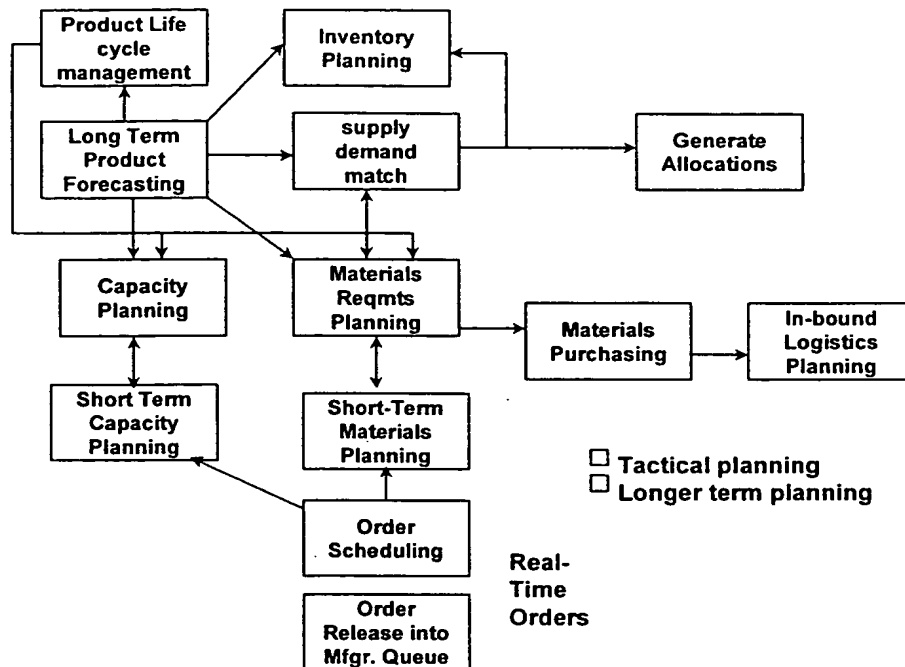 Product Life
cycle
management
Inventory
Planning
Long Term
Product
Forecasting
supply
demand
match
Generate
Allocations
Capacity
Planning
Materials
Reqmts
Planning
Materials
Purchasing
In-bound
Logistics
Planning
Short Term
Capacity
Planning
Short-Term
Materials
Planning
Tactical planning
Longer term planning
Order
Scheduling
Real-
Time
Orders
Order
Release into
Mfgr. Queue